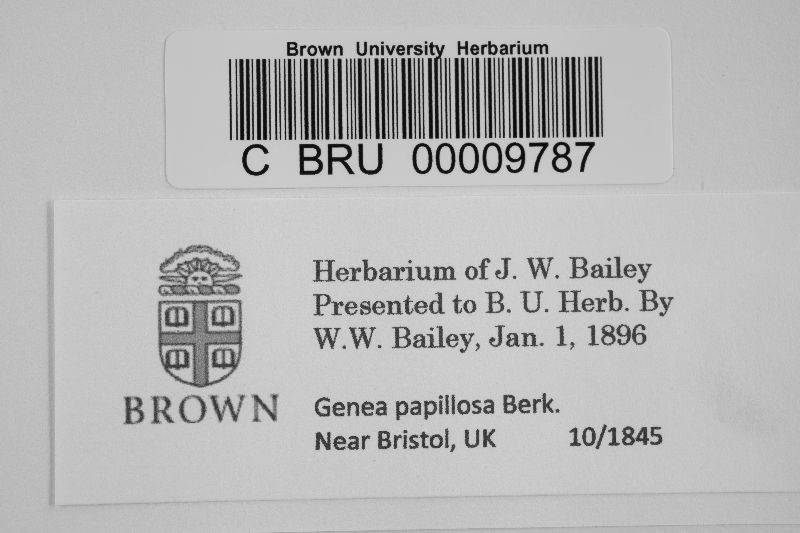 Brown University Herbarium
C BRU 00009787
Herbarium of J. W. Bailey
Presented to B. U. Herb. By
W.W. Bailey, Jan. 1, 1896
BROWN
Genea papillosa Berk.
Near Bristol, UK 10/1845